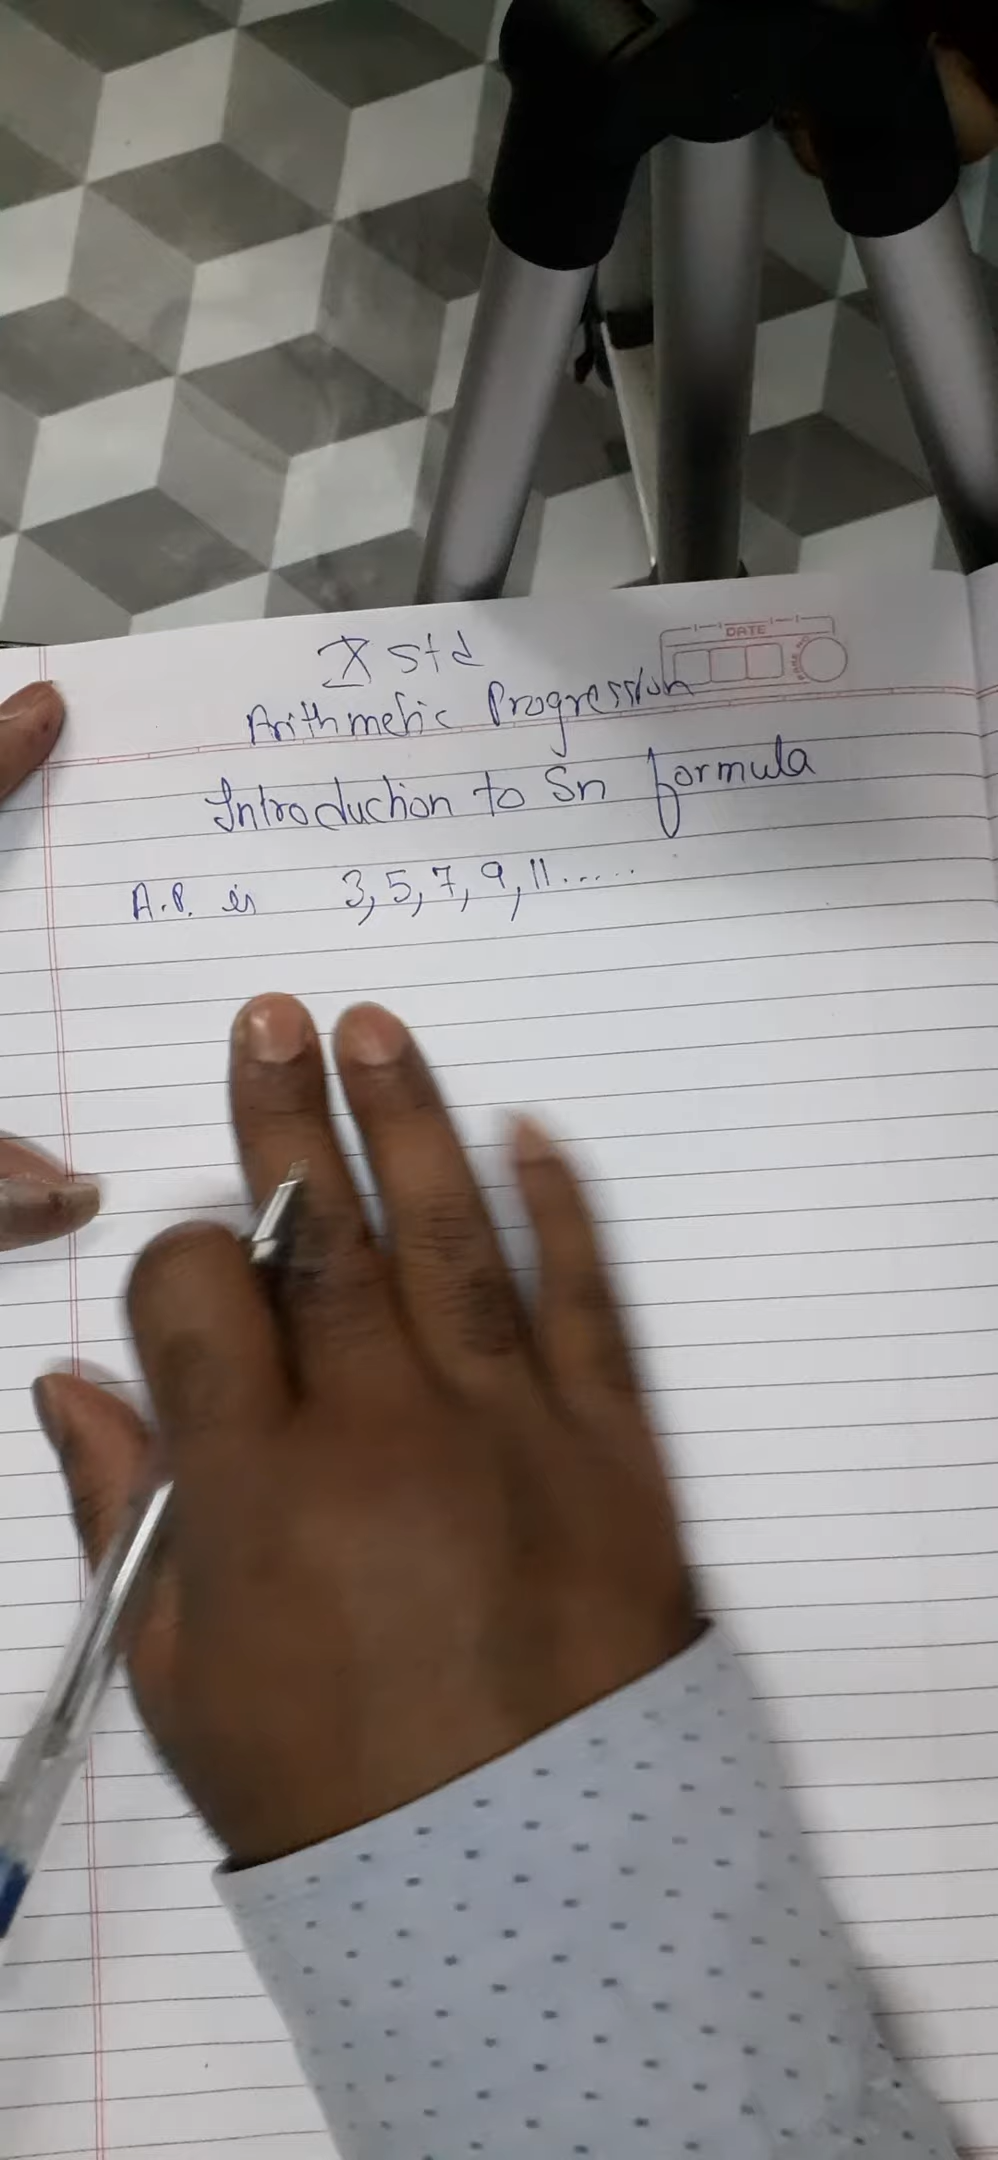 X std
DATE
Arithmetic Progression
Introduction to Sn formula
A.P. is 3, 5, 7, 9, 11......